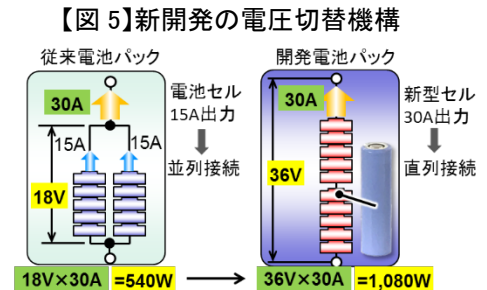 【図 5】新開発の電圧切替機構
従来電池パック
30A
15A
15A
18V
電池セル
15A出力
並列接続
18V×30A =540W
開発電池パック
30A
36V
新型セル
30A出力
直列接続
36V×30A =1,080W